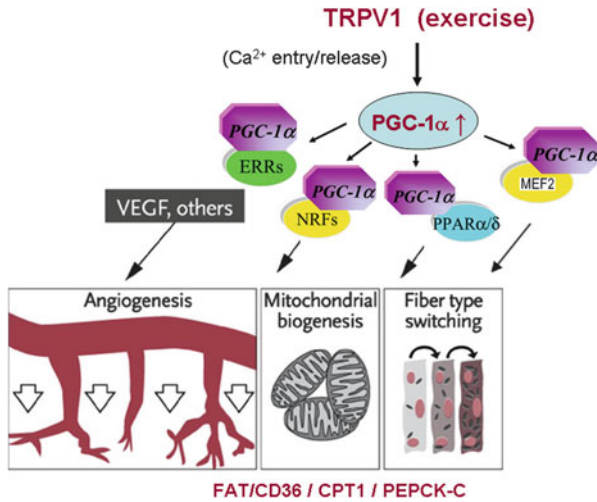 TRPV1 (exercise)
(Ca²⁺ entry/release)
PGC-1α ↑
PGC-1α
ERRs
PGC-1α
NRFs
PGC-1α
PPARα/δ
PGC-1α
MEF2
VEGF, others
Angiogenesis
Mitochondrial
biogenesis
Fiber type
switching
FAT/CD36 / CPT1 / PEPCK-C